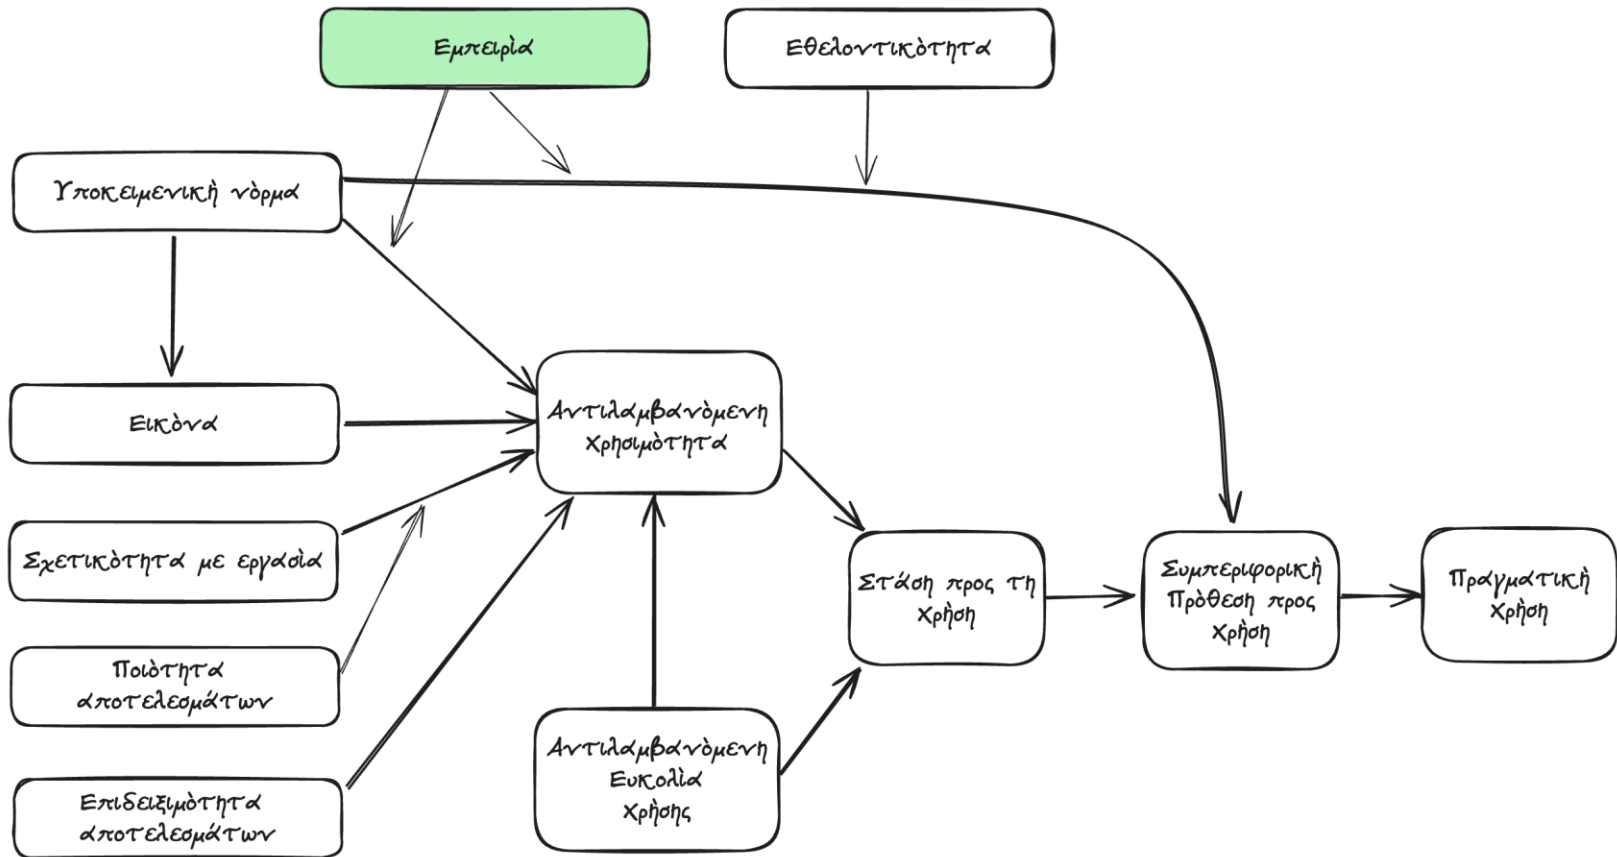 Εμπειρία
Εθελοντικότητα
Υποκειμενική νόρμα
Εικόνα
Αντιλαμβανόμενη
χρησιμότητα
Σχετικότητα με εργασία
Στάση προς τη
χρήση
Συμπεριφορική
Πρόθεση προς
χρήση
Πραγματική
χρήση
Ποιότητα
αποτελεσμάτων
Αντιλαμβανόμενη
Ευκολία
χρήσης
Επιδειξιμότητα
αποτελεσμάτων